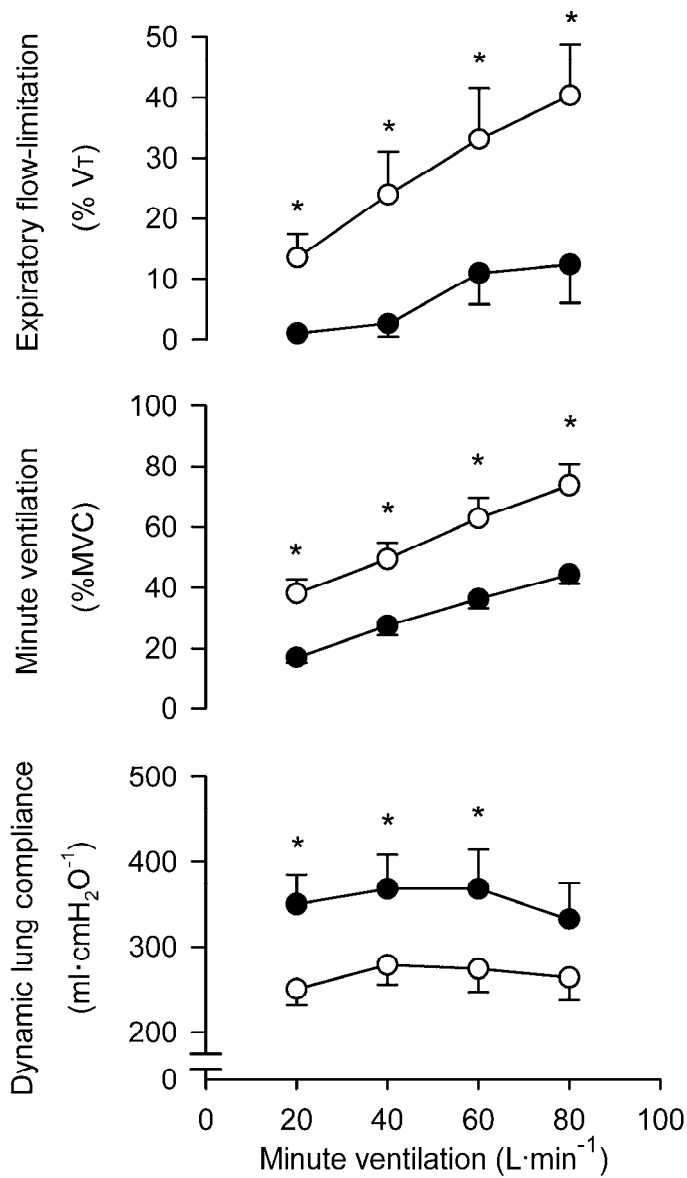 Expiratory flow-limitation
(% VT)
50
40
30
20
10
0
* * * *
Minute ventilation
(%MVC)
100
80
60
40
20
0
* * * *
Dynamic lung compliance
(ml·cmH₂O⁻¹)
500
400
300
200
0
* * *
0 20 40 60 80 100
Minute ventilation (L·min⁻¹)